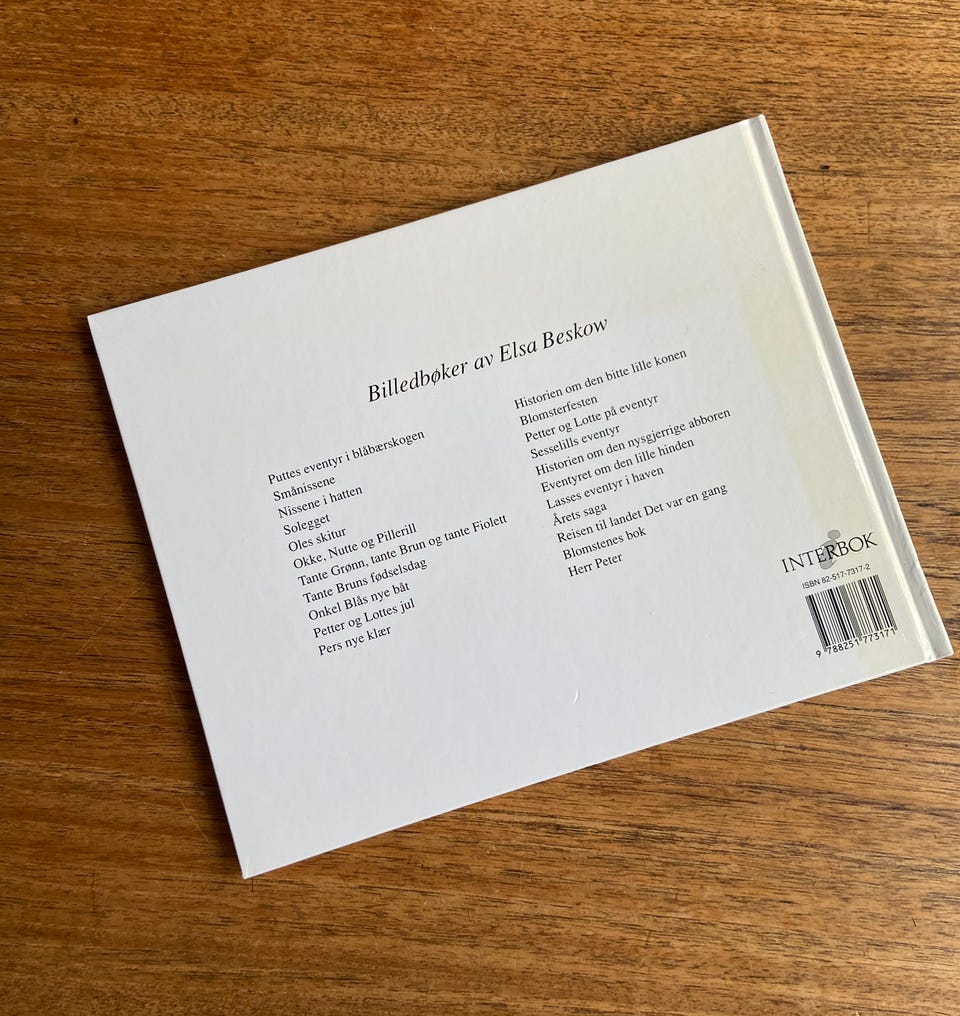 Billedbøker av Elsa Beskow
Puttes eventyr i blåbærskogen
Smånissene
Nissene i hatten
Solegget
Oles skitur
Okke, Nutte og Pillerill
Tante Grønn, tante Brun og tante Fiolett
Tante Bruns fødselsdag
Onkel Blås nye båt
Petter og Lottes jul
Pers nye klær
Historien om den bitte lille konen
Blomsterfesten
Petter og Lotte på eventyr
Sesselills eventyr
Historien om den nysgjerrige abboren
Eventyret om den lille hinden
Lasses eventyr i haven
Årets saga
Reisen til landet Det var en gang
Blomstenes bok
Herr Peter
INTERBOK
ISBN 82-517-7317-2
9 788251 773171